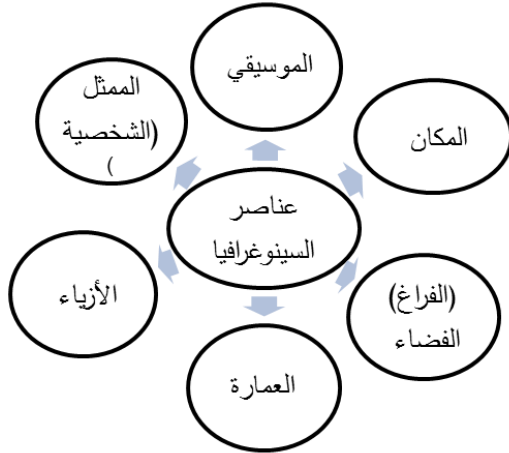 الموسيقي
الممثل
(الشخصية
)
المكان
عناصر
السينوغرافيا
الأزياء
(الفراغ)
الفضاء
العمارة